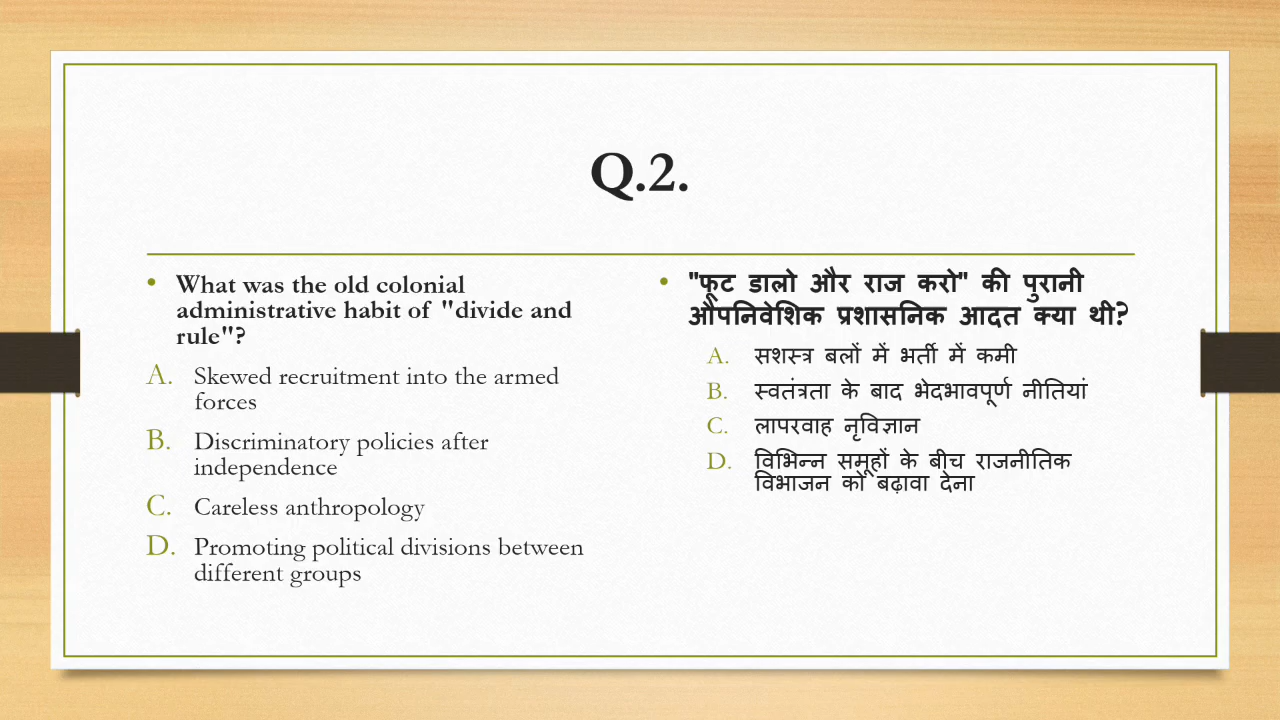 Q.2.
• What was the old colonial
administrative habit of "divide and
rule"?
A. Skewed recruitment into the armed
forces
B. Discriminatory policies after
independence
C. Careless anthropology
D. Promoting political divisions between
different groups
• "फूट डालो और राज करो" की पुरानी
औपनिवेशिक प्रशासनिक आदत क्या थी?
A. सशस्त्र बलों में भर्ती में कमी
B. स्वतंत्रता के बाद भेदभावपूर्ण नीतियां
C. लापरवाह नृविज्ञान
D. विभिन्न समूहों के बीच राजनीतिक
विभाजन को बढ़ावा देना